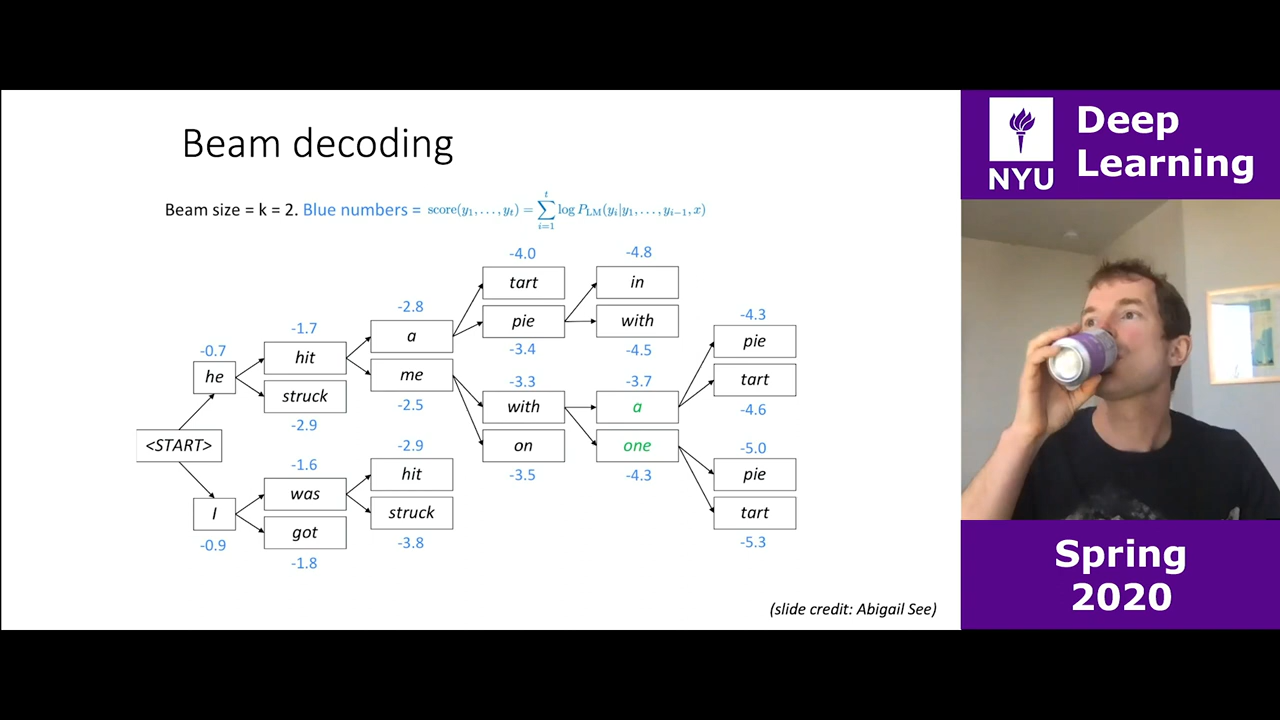 Beam decoding
Beam size = k = 2. Blue numbers = score(y_1, ..., y_t) = \sum_{i=1}^{t} log P_LM(y_i|y_1, ..., y_{i-1}, x)
-4.0
-4.8
tart
in
-2.8
-4.3
-1.7
a
pie
with
pie
-0.7
hit
-3.4
-4.5
he
me
-3.3
-3.7
tart
struck
-2.5
with
a
-4.6
-2.9
<START>
-2.9
on
one
-5.0
-1.6
hit
-3.5
-4.3
pie
was
I
struck
tart
got
-0.9
-3.8
-5.3
-1.8
(slide credit: Abigail See)
NYU
Deep
Learning
Spring
2020